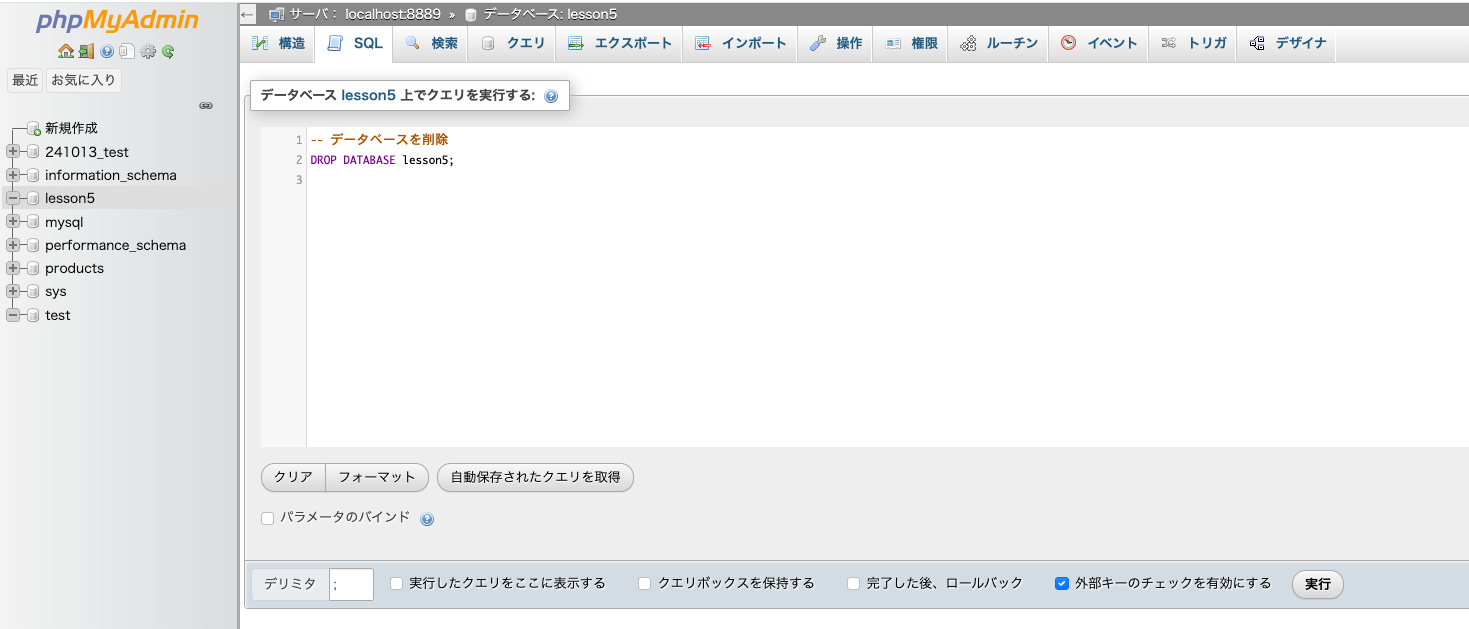 phpMyAdmin
最近 お気に入り
新規作成
241013_test
information_schema
lesson5
mysql
performance_schema
products
sys
test
← サーバ: localhost:8889 » データベース: lesson5
構造 SQL 検索 クエリ エクスポート インポート 操作 権限 ルーチン イベント トリガ デザイナ
データベース lesson5 上でクエリを実行する:
1 -- データベースを削除
2 DROP DATABASE lesson5;
3
クリア フォーマット 自動保存されたクエリを取得
パラメータのバインド
デリミタ ; 実行したクエリをここに表示する クエリボックスを保持する 完了した後、ロールバック 外部キーのチェックを有効にする 実行